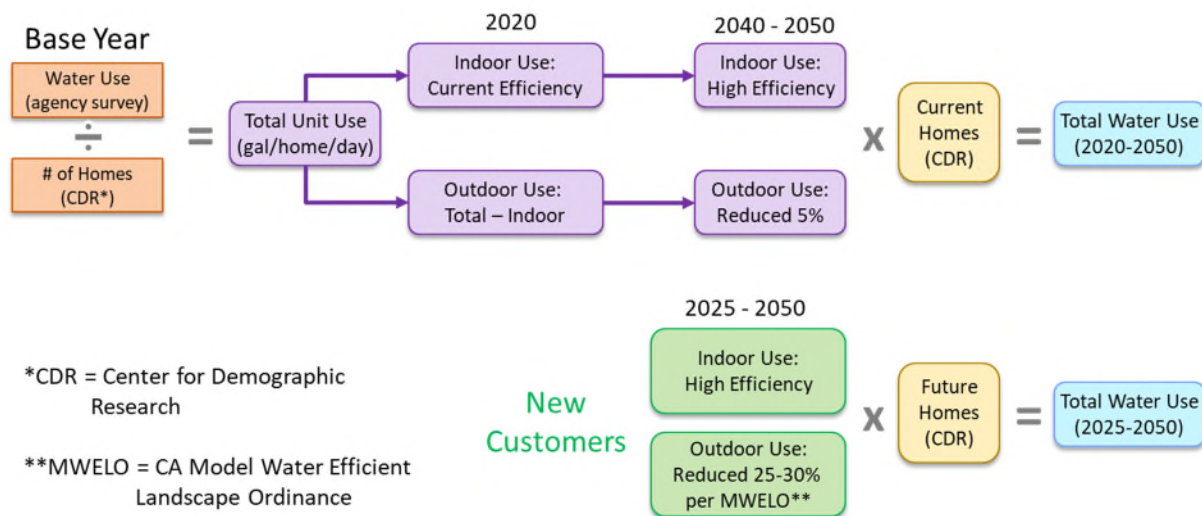 Base Year
Water Use
(agency survey)
÷
# of Homes
(CDR*)
=
Total Unit Use
(gal/home/day)
2020
Indoor Use:
Current Efficiency
Outdoor Use:
Total – Indoor
2040 - 2050
Indoor Use:
High Efficiency
Outdoor Use:
Reduced 5%
x
Current
Homes
(CDR)
=
Total Water Use
(2020-2050)
New
Customers
2025 - 2050
Indoor Use:
High Efficiency
Outdoor Use:
Reduced 25-30%
per MWELO**
x
Future
Homes
(CDR)
=
Total Water Use
(2025-2050)
*CDR = Center for Demographic
Research
**MWELO = CA Model Water Efficient
Landscape Ordinance